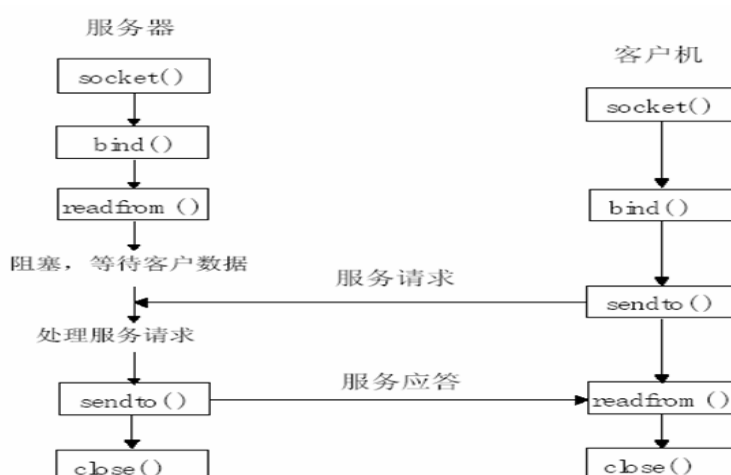 服务器
客户机
socket()
socket()
bind()
bind()
readfrom ()
阻塞，等待客户数据
服务请求
sendto()
处理服务请求
服务应答
sendto()
readfrom ()
close()
close()